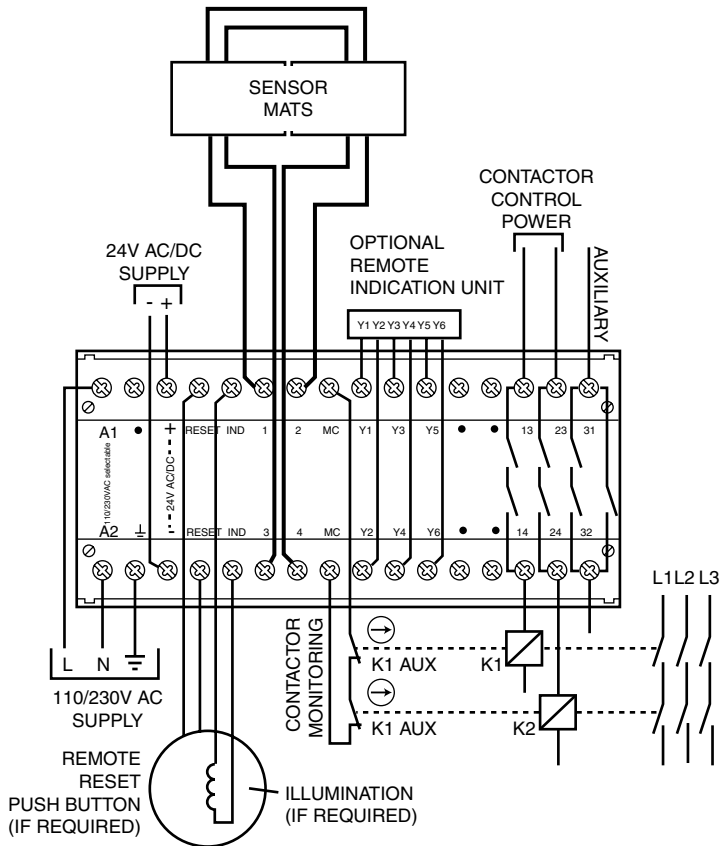 SENSOR
MATS
CONTACTOR
CONTROL
POWER
24V AC/DC
SUPPLY
- +
OPTIONAL
REMOTE
INDICATION UNIT
AUXILIARY
Y1 Y2 Y3 Y4 Y5 Y6
A1 + RESET IND 1 2 MC Y1 Y3 Y5 13 23 31
110/230VAC selectable
24V AC/DC
A2 - RESET IND 3 4 MC Y2 Y4 Y6 14 24 32
L1 L2 L3
L N
110/230V AC
SUPPLY
CONTACTOR
MONITORING
K1 AUX
K1
K1 AUX
K2
REMOTE
RESET
PUSH BUTTON
(IF REQUIRED)
ILLUMINATION
(IF REQUIRED)